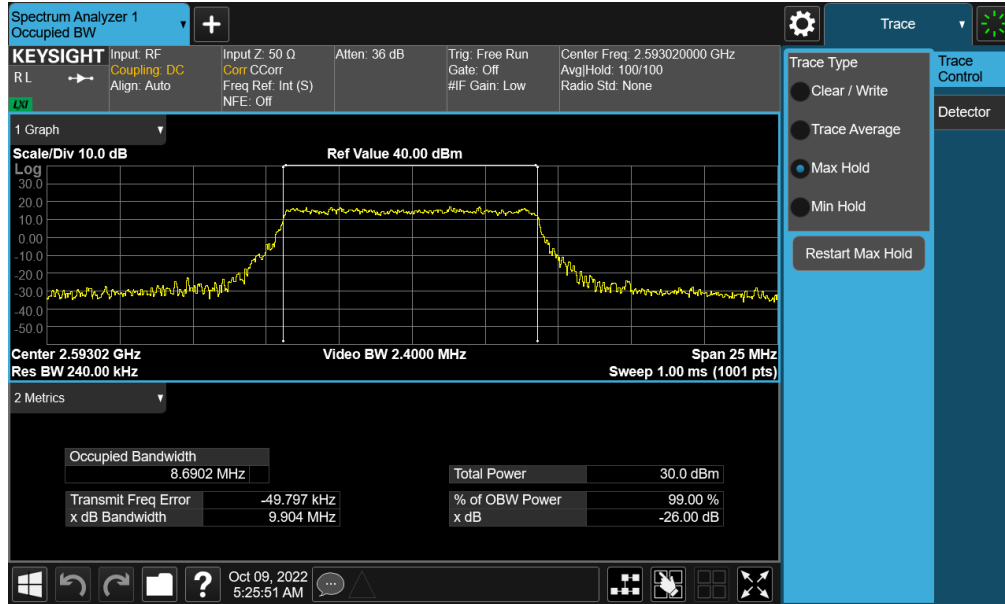 Spectrum Analyzer 1
Occupied BW
+
Trace
KEYSIGHT
R L
LXI
Input: RF
Coupling: DC
Align: Auto
Input Z: 50 Ω
Corr CCorr
Freq Ref: Int (S)
NFE: Off
Atten: 36 dB
Trig: Free Run
Gate: Off
#IF Gain: Low
Center Freq: 2.593020000 GHz
Avg|Hold: 100/100
Radio Std: None
Trace Type
Clear / Write
Trace Average
Max Hold
Min Hold
Restart Max Hold
Trace
Control
Detector
1 Graph
Scale/Div 10.0 dB
Ref Value 40.00 dBm
Log
30.0
20.0
10.0
0.00
-10.0
-20.0
-30.0
-40.0
-50.0
Center 2.59302 GHz
Video BW 2.4000 MHz
Span 25 MHz
Res BW 240.00 kHz
Sweep 1.00 ms (1001 pts)
2 Metrics
Occupied Bandwidth
8.6902 MHz
Total Power 30.0 dBm
Transmit Freq Error -49.797 kHz
% of OBW Power 99.00 %
x dB Bandwidth 9.904 MHz
x dB -26.00 dB
?
Oct 09, 2022
5:25:51 AM